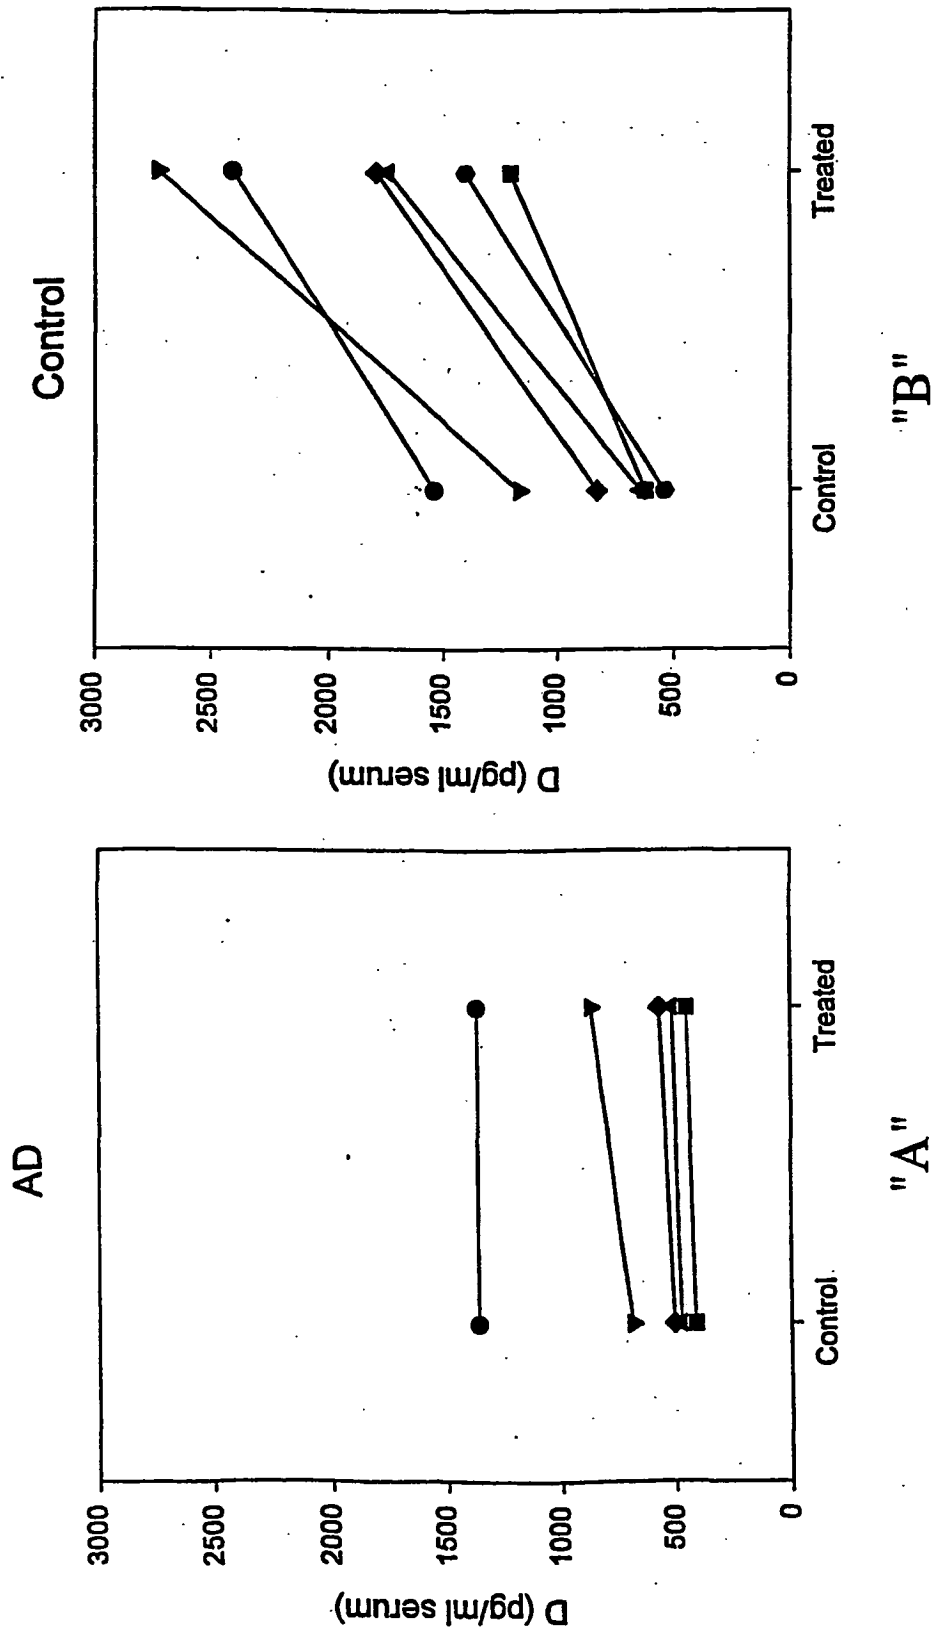 AD
3000
2500
2000
1500
1000
500
0
D (pg/ml serum)
Control
Treated
"A"
Control
3000
2500
2000
1500
1000
500
0
D (pg/ml serum)
Control
Treated
"B"